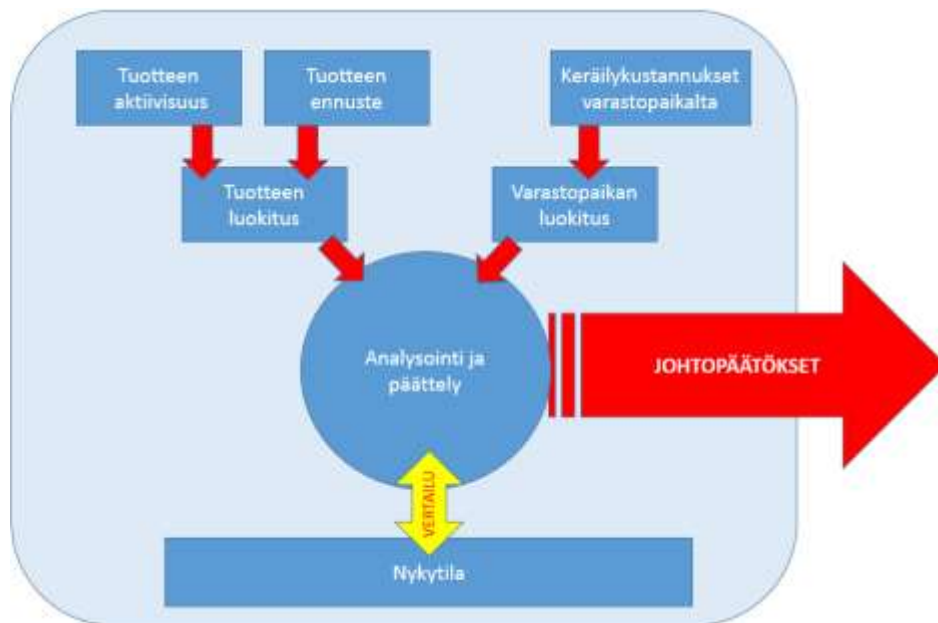 Tuotteen
aktiivisuus
Tuotteen
ennuste
Keräilykustannukset
varastopaikalta
Tuotteen
luokitus
Varastopaikan
luokitus
Analysointi ja
päättely
JOHTOPÄÄTÖKSET
VERTAILU
Nykytila